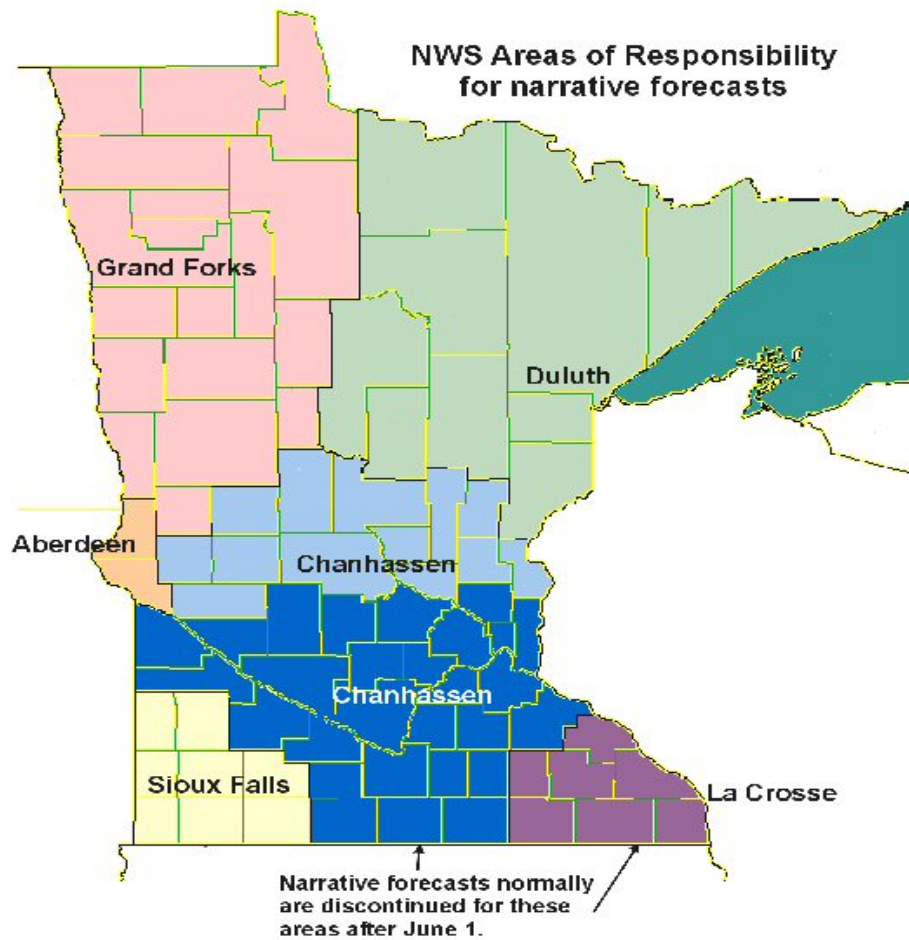 NWS Areas of Responsibility
for narrative forecasts
Grand Forks
Duluth
Aberdeen
Chanhassen
Chanhassen
Sioux Falls
La Crosse
Narrative forecasts normally
are discontinued for these
areas after June 1.